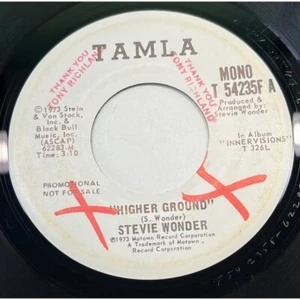 TAMLA
THANK YOU
TONY RICHLAND
THANK YOU
TONY RICHLAND
MONO
T 54235F A
©1973 Stein
& Van Stock,
Inc. &
Black Bull
Music, Inc.
(ASCAP)
62283-M
Time: 3:10
Produced &
Arranged by
Stevie Wonder
In Album
"INNERVISIONS"
T 326L
PROMOTIONAL
NOT FOR SALE
"HIGHER GROUND"
(S. Wonder)
STEVIE WONDER
℗1973 Motown Record Corporation
A Trademark of Motown
Record Corporation